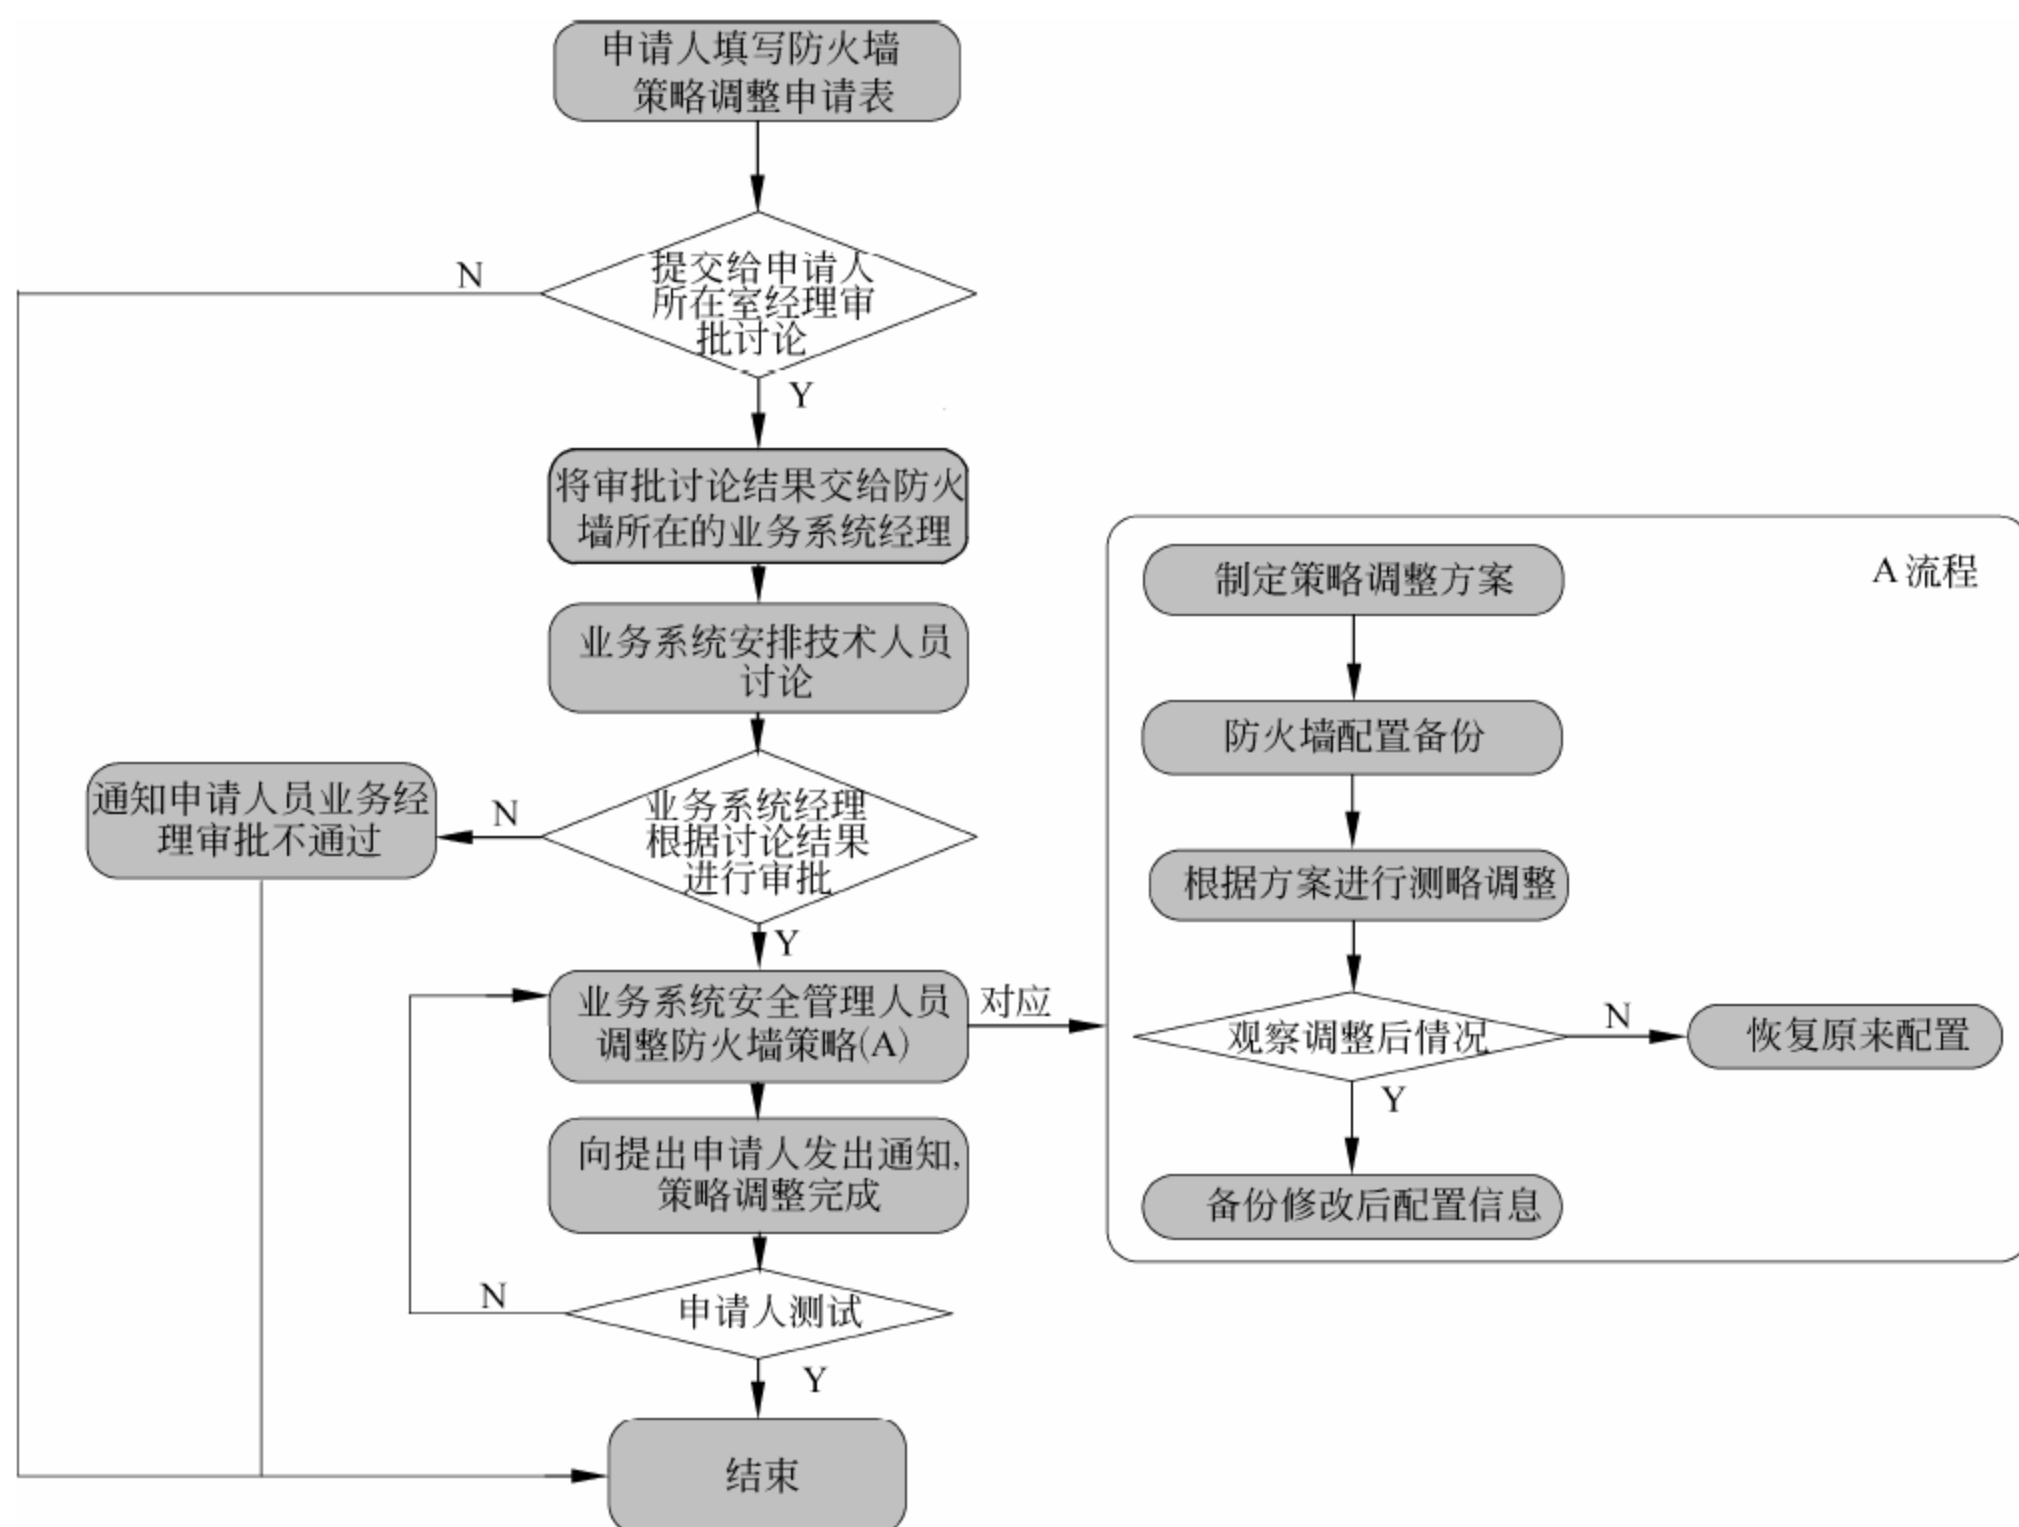 申请人填写防火墙
策略调整申请表
N
提交给申请人
所在室经理审
批讨论
Y
将审批讨论结果交给防火
墙所在的业务系统经理
业务系统安排技术人员
讨论
通知申请人员业务经
理审批不通过
N
业务系统经理
根据讨论结果
进行审批
Y
业务系统安全管理人员
调整防火墙策略(A)
对应
向提出申请人发出通知,
策略调整完成
N
申请人测试
Y
结束
A 流程
制定策略调整方案
防火墙配置备份
根据方案进行测略调整
观察调整后情况
N
恢复原来配置
Y
备份修改后配置信息